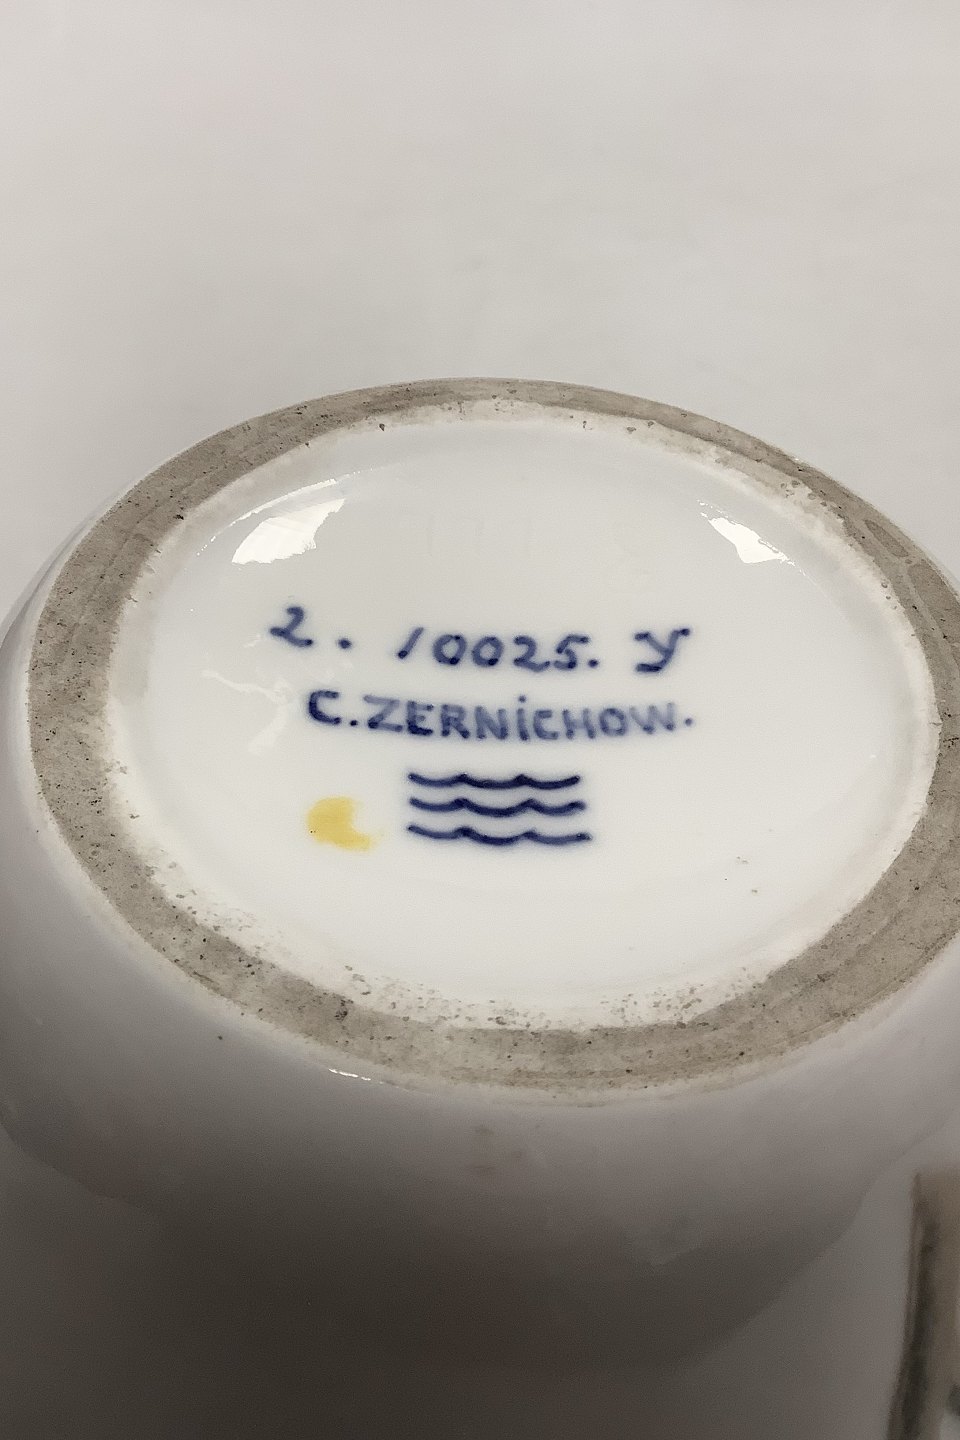 2. 10025. Y
C.ZERNiCHOW.